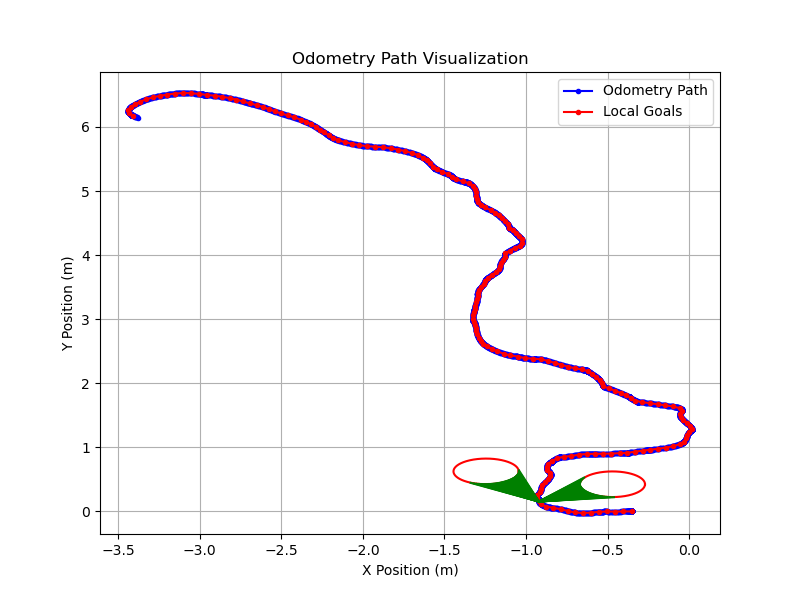 Odometry Path Visualization
Odometry Path
Local Goals
Y Position (m)
6
5
4
3
2
1
0
−3.5 −3.0 −2.5 −2.0 −1.5 −1.0 −0.5 0.0
X Position (m)